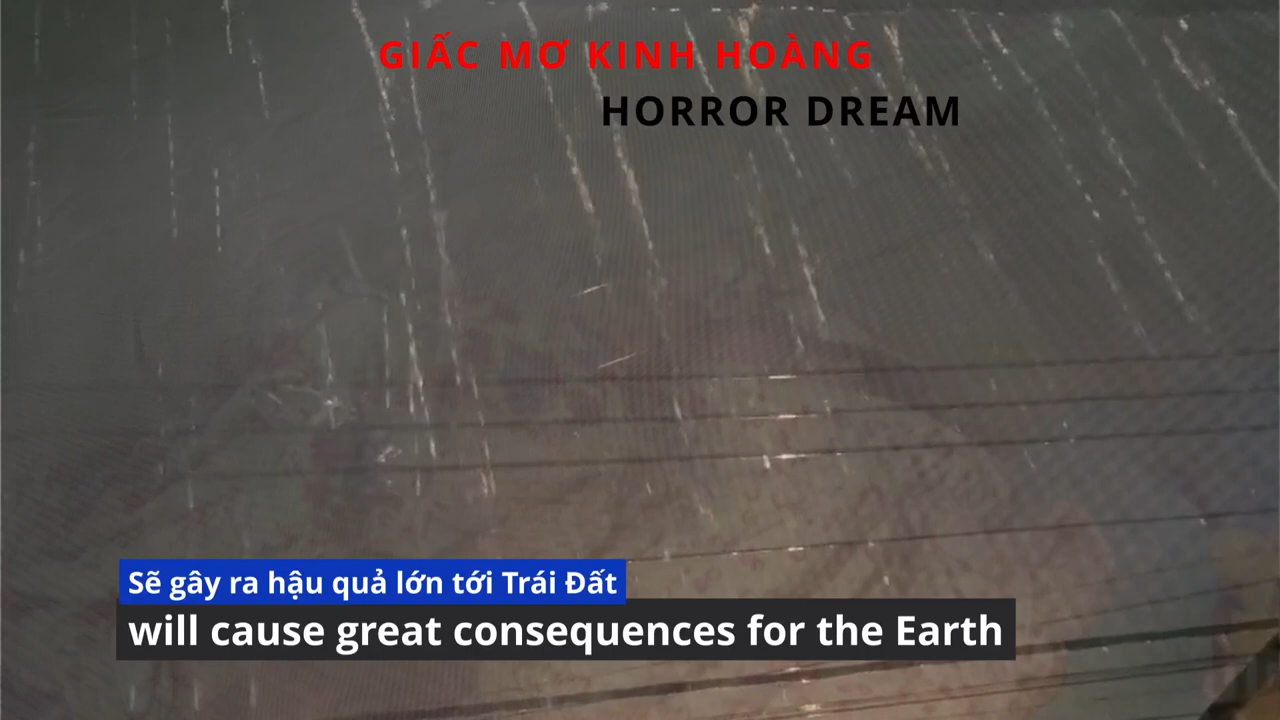 GIẤC MƠ KINH HOÀNG
HORROR DREAM
Sẽ gây ra hậu quả lớn tới Trái Đất
will cause great consequences for the Earth